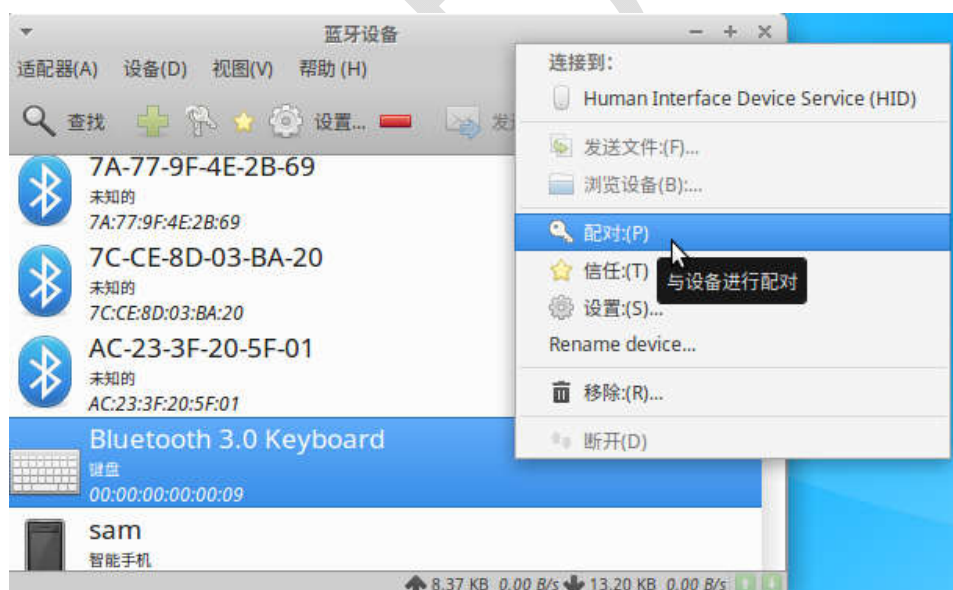 蓝牙设备
适配器(A) 设备(D) 视图(V) 帮助 (H)
查找 设置... 发
7A-77-9F-4E-2B-69
未知的
7A:77:9F:4E:2B:69
7C-CE-8D-03-BA-20
未知的
7C:CE:8D:03:BA:20
AC-23-3F-20-5F-01
未知的
AC:23:3F:20:5F:01
Bluetooth 3.0 Keyboard
键盘
00:00:00:00:00:09
sam
智能手机
8.37 KB 0.00 B/s 13.20 KB 0.00 B/s
连接到：
Human Interface Device Service (HID)
发送文件:(F)...
浏览设备(B):...
配对:(P)
信任:(T)
与设备进行配对
设置:(S)...
Rename device...
移除:(R)...
断开(D)